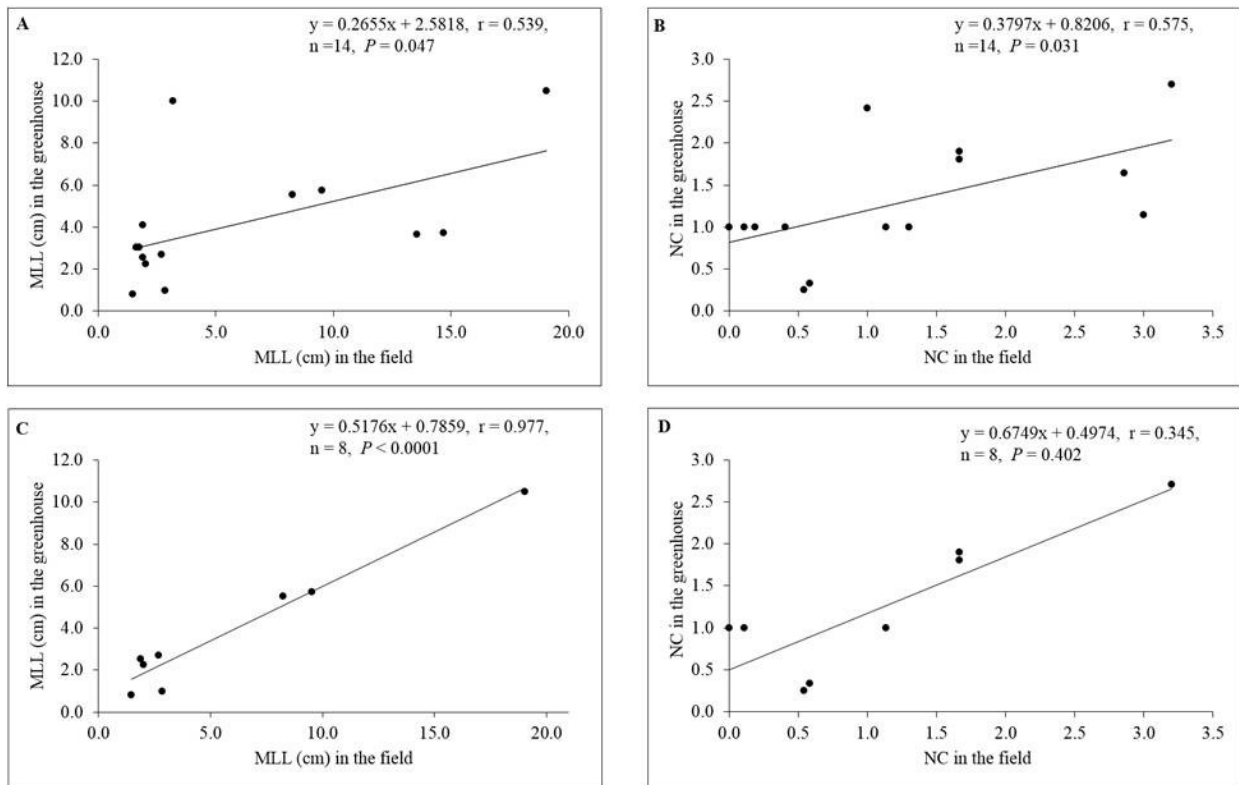 A
y = 0.2655x + 2.5818, r = 0.539,
n =14, P = 0.047
12.0
10.0
8.0
6.0
4.0
2.0
0.0
MLL (cm) in the greenhouse
0.0 5.0 10.0 15.0 20.0
MLL (cm) in the field
B
y = 0.3797x + 0.8206, r = 0.575,
n =14, P = 0.031
3.0
2.5
2.0
1.5
1.0
0.5
0.0
NC in the greenhouse
0.0 0.5 1.0 1.5 2.0 2.5 3.0 3.5
NC in the field
C
y = 0.5176x + 0.7859, r = 0.977,
n = 8, P < 0.0001
12.0
10.0
8.0
6.0
4.0
2.0
0.0
MLL (cm) in the greenhouse
0.0 5.0 10.0 15.0 20.0
MLL (cm) in the field
D
y = 0.6749x + 0.4974, r = 0.345,
n = 8, P = 0.402
3.0
2.5
2.0
1.5
1.0
0.5
0.0
NC in the greenhouse
0.0 0.5 1.0 1.5 2.0 2.5 3.0 3.5
NC in the field